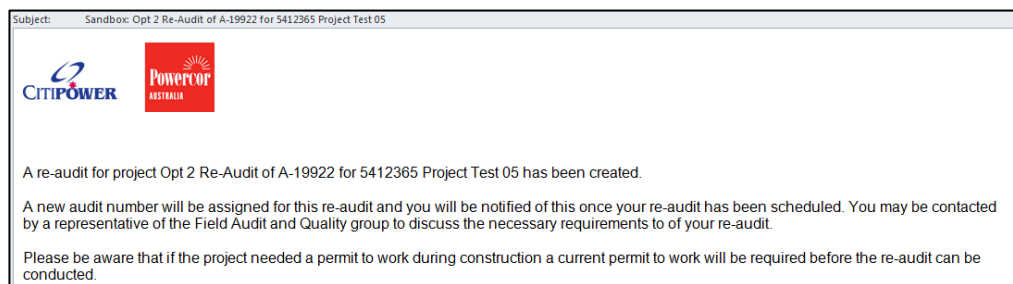 Subject: Sandbox: Opt 2 Re-Audit of A-19922 for 5412365 Project Test 05
CITIPOWER
Powercor
AUSTRALIA
A re-audit for project Opt 2 Re-Audit of A-19922 for 5412365 Project Test 05 has been created.
A new audit number will be assigned for this re-audit and you will be notified of this once your re-audit has been scheduled. You may be contacted
by a representative of the Field Audit and Quality group to discuss the necessary requirements to of your re-audit.
Please be aware that if the project needed a permit to work during construction a current permit to work will be required before the re-audit can be
conducted.